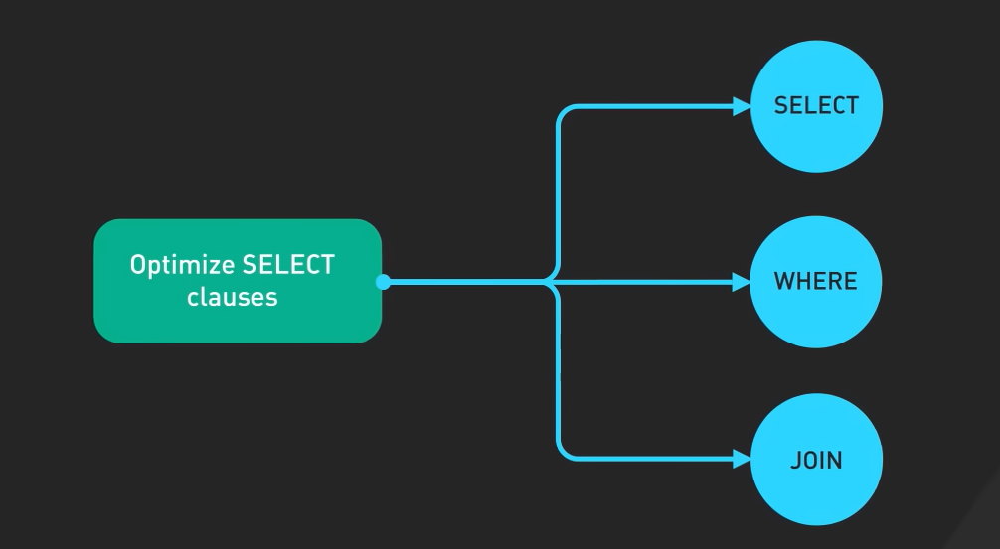 Optimize SELECT
clauses
SELECT
WHERE
JOIN